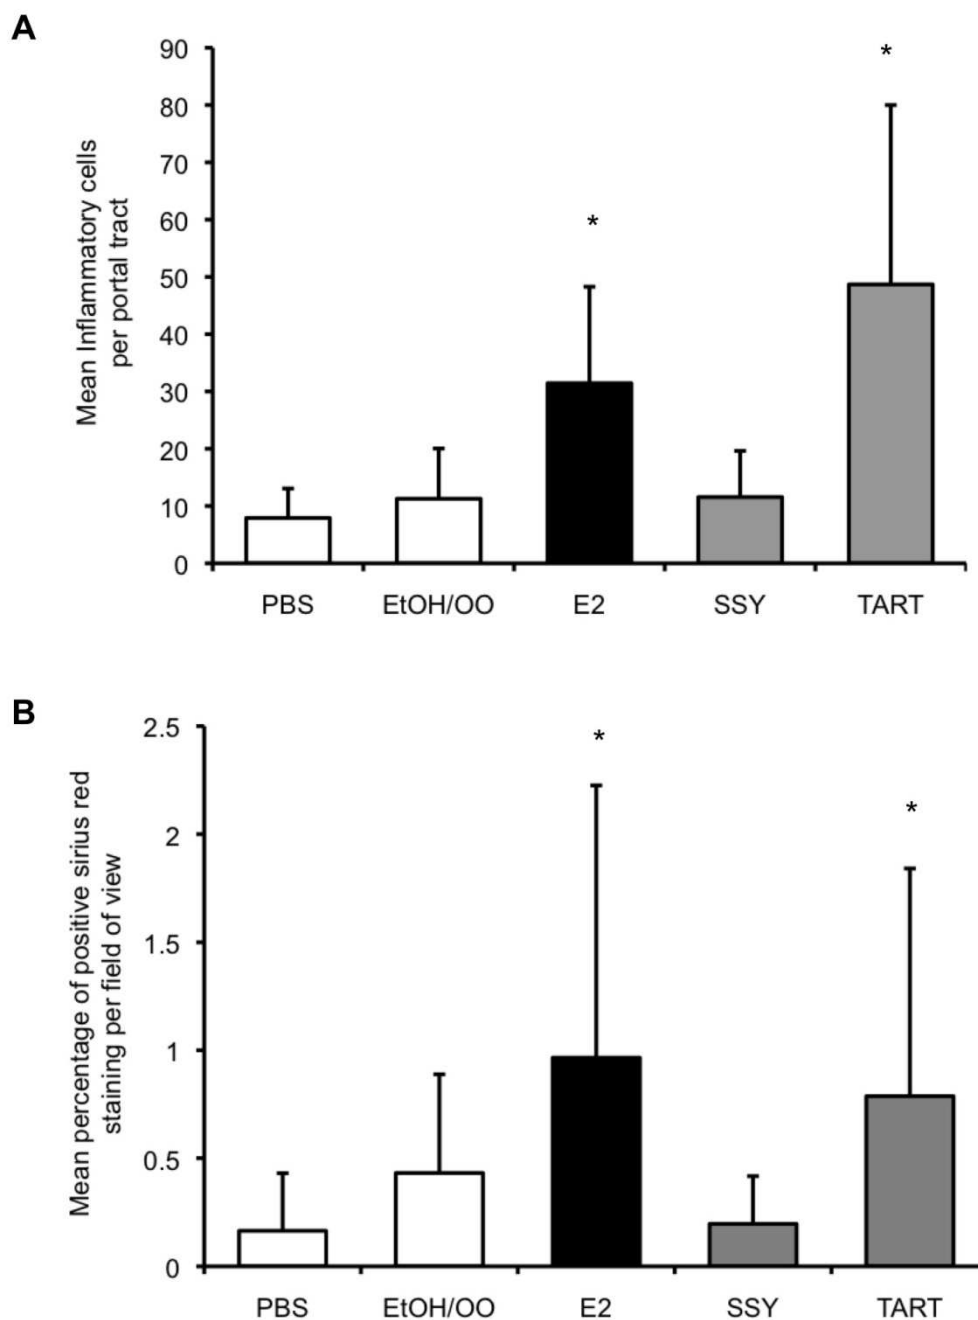 A
90
80
70
60
50
40
30
20
10
0
Mean Inflammatory cells
per portal tract
*
*
PBS EtOH/OO E2 SSY TART
B
2.5
2
1.5
1
0.5
0
Mean percentage of positive sirius red
staining per field of view
*
*
PBS EtOH/OO E2 SSY TART